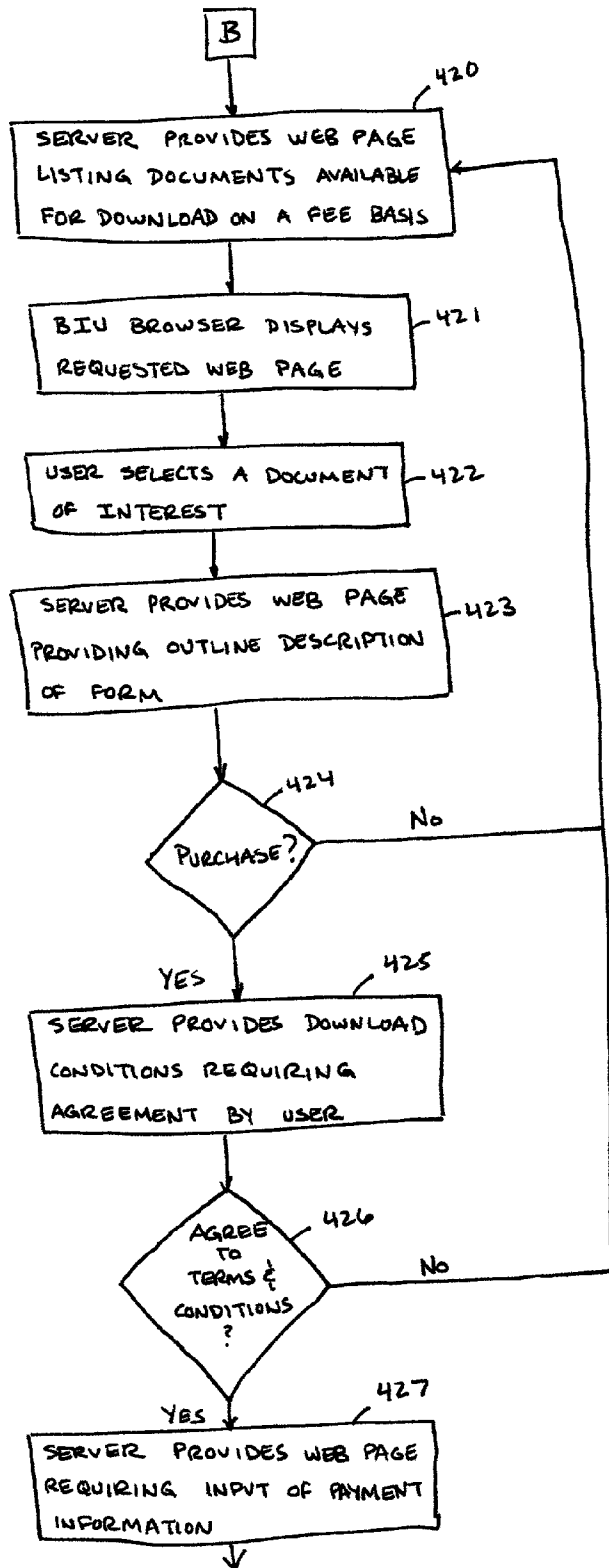 B
420
SERVER PROVIDES WEB PAGE
LISTING DOCUMENTS AVAILABLE
FOR DOWNLOAD ON A FEE BASIS
BIU BROWSER DISPLAYS
REQUESTED WEB PAGE
421
USER SELECTS A DOCUMENT
OF INTEREST
422
SERVER PROVIDES WEB PAGE
PROVIDING OUTLINE DESCRIPTION
OF FORM
423
424
PURCHASE?
No
YES
425
SERVER PROVIDES DOWNLOAD
CONDITIONS REQUIRING
AGREEMENT BY USER
426
AGREE
TO
TERMS &
CONDITIONS
?
No
YES
427
SERVER PROVIDES WEB PAGE
REQUIRING INPUT OF PAYMENT
INFORMATION